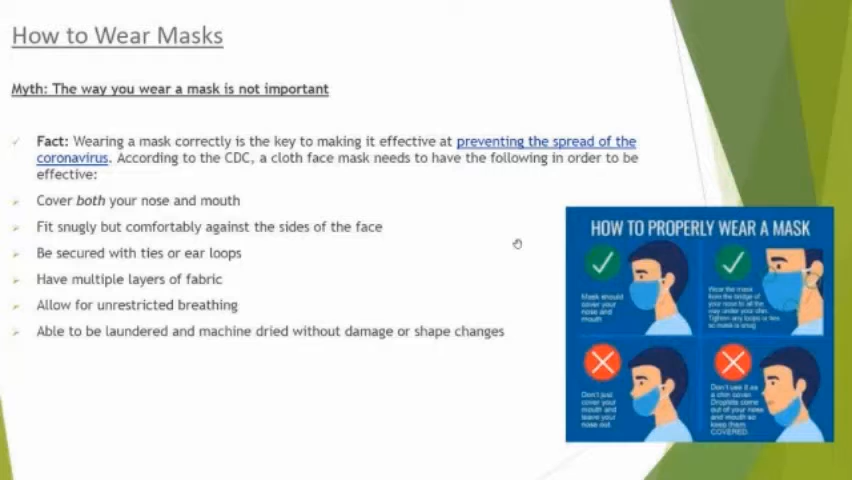 How to Wear Masks
Myth: The way you wear a mask is not important
Fact: Wearing a mask correctly is the key to making it effective at preventing the spread of the
coronavirus. According to the CDC, a cloth face mask needs to have the following in order to be
effective:
Cover both your nose and mouth
Fit snugly but comfortably against the sides of the face
Be secured with ties or ear loops
Have multiple layers of fabric
Allow for unrestricted breathing
Able to be laundered and machine dried without damage or shape changes
HOW TO PROPERLY WEAR A MASK
Mask should
cover your
nose and
mouth
Wear the mask
from the bridge of
your nose to all the
way under your chin.
Tighten any loops or ties
so mask is snug
Don't just
cover your
mouth and
leave your
nose out.
Don't use it as
a chin cover.
Droplets come
out of your nose
and mouth so
keep them
COVERED.